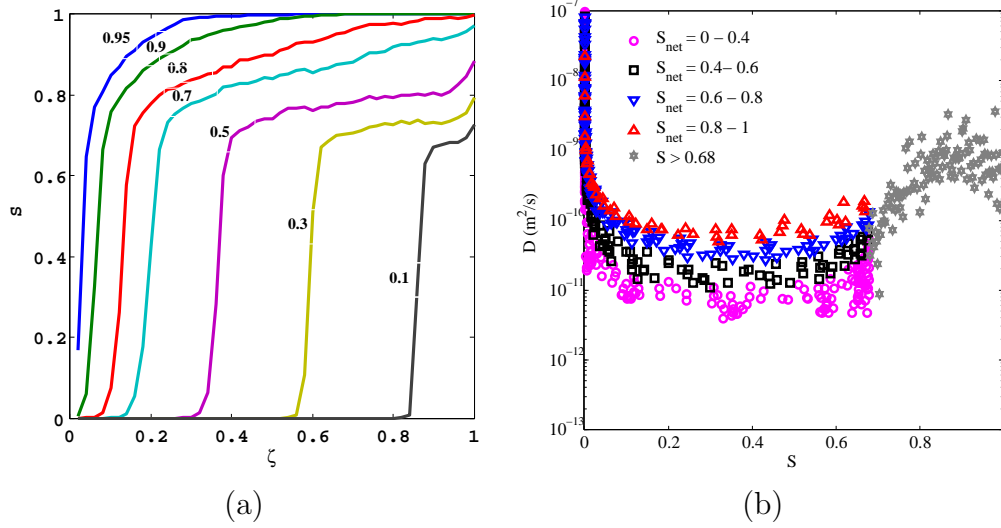 1
0.8
0.6
0.4
0.2
0
s
0.95
0.9
0.8
0.7
0.5
0.3
0.1
0 0.2 0.4 0.6 0.8 1
ζ
(a)
10⁻⁷
10⁻⁸
10⁻⁹
10⁻¹⁰
10⁻¹¹
10⁻¹²
10⁻¹³
D (m²/s)
S_net = 0 – 0.4
S_net = 0.4– 0.6
S_net = 0.6 – 0.8
S_net = 0.8 – 1
S > 0.68
0 0.2 0.4 0.6 0.8
S
(b)